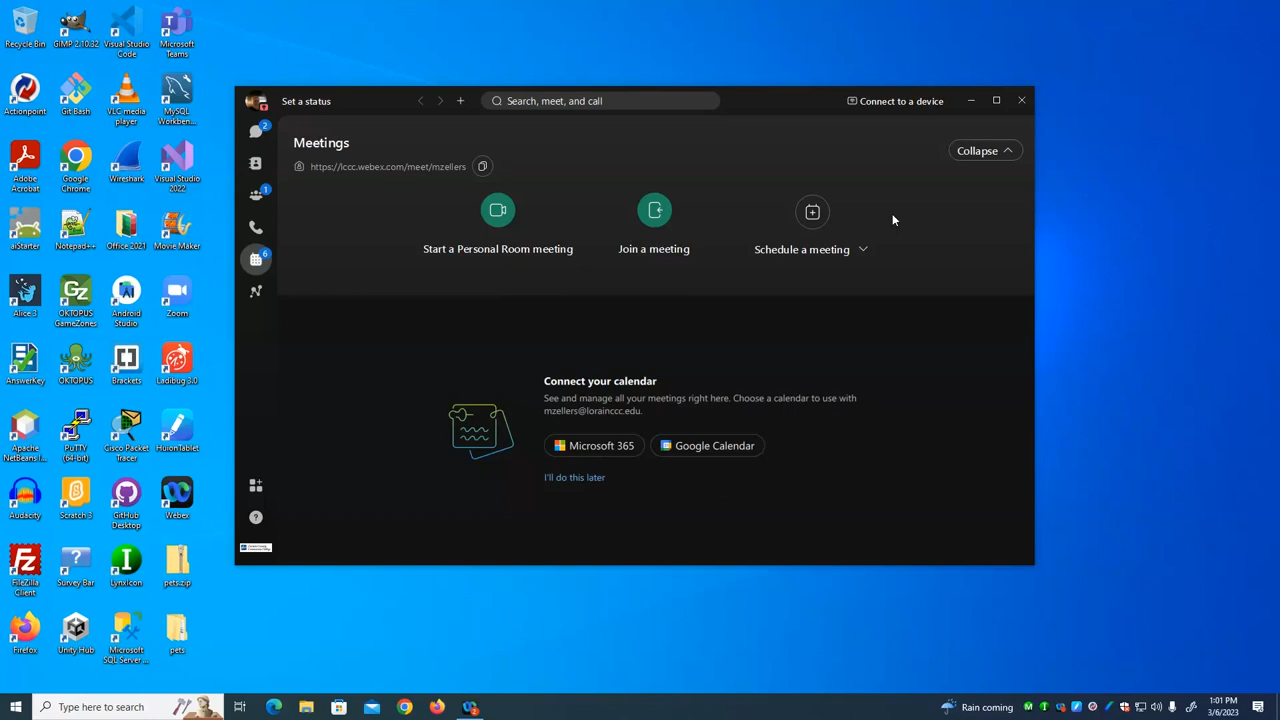 Recycle Bin
GIMP 2.10.32
Visual Studio
Code
Microsoft
Teams
Actionpoint
Git Bash
VLC media
player
MySQL
Workben...
Adobe
Acrobat
Google
Chrome
Wireshark
Visual Studio
2022
aiStarter
Notepad++
Office 2021
Movie Maker
Alice 3
OKTOPUS
GameZones
Android
Studio
Zoom
AnswerKey
OKTOPUS
Brackets
Ladibug 3.0
Apache
NetBeans I...
PuTTY
(64-bit)
Cisco Packet
Tracer
HuionTablet
Audacity
Scratch 3
GitHub
Desktop
Webex
FileZilla
Client
Survey Bar
LynxIcon
pets.zip
Firefox
Unity Hub
Microsoft
SQL Server ...
pets
Set a status
Search, meet, and call
Connect to a device
2
1
6
Meetings
Collapse
https://lccc.webex.com/meet/mzellers
Start a Personal Room meeting
Join a meeting
Schedule a meeting
Connect your calendar
See and manage all your meetings right here. Choose a calendar to use with
mzellers@lorainccc.edu.
Microsoft 365
Google Calendar
I'll do this later
Type here to search
Rain coming
1:01 PM
3/6/2023